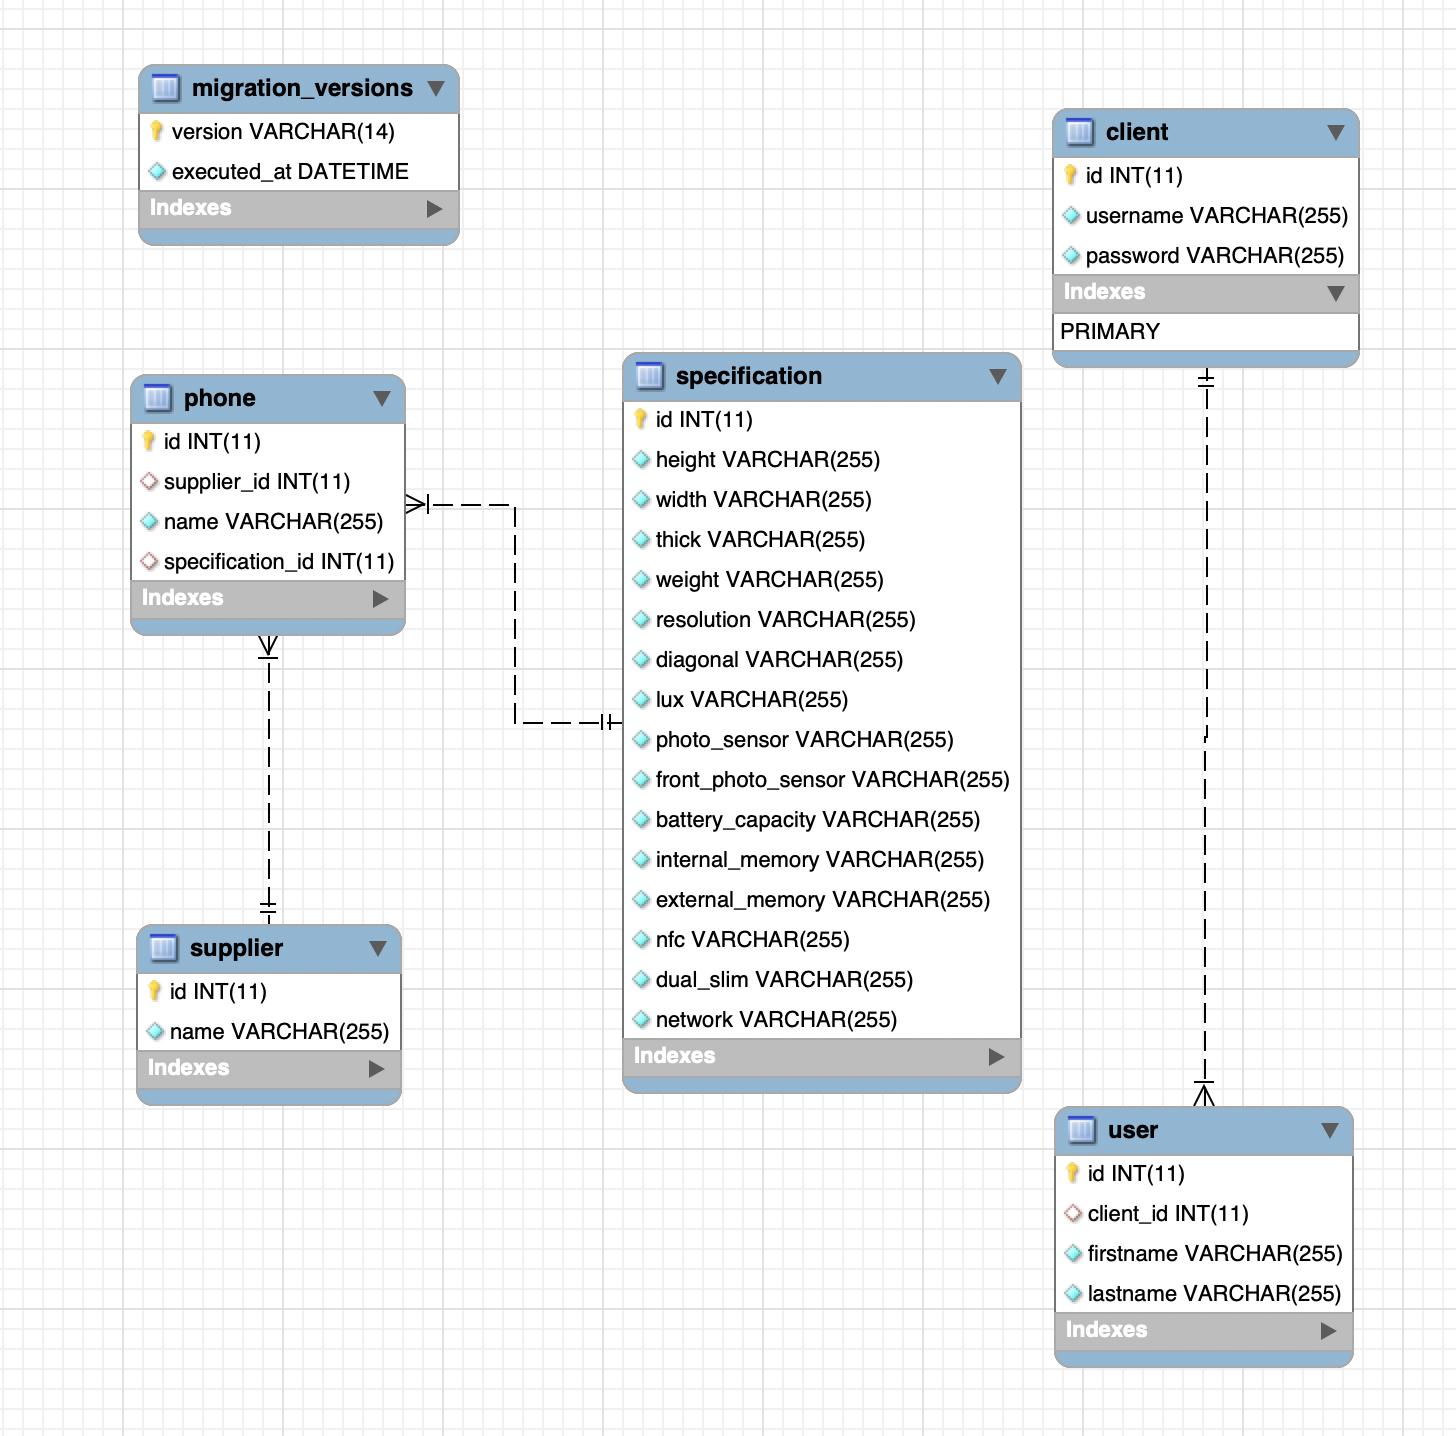 migration_versions
version VARCHAR(14)
executed_at DATETIME
Indexes
client
id INT(11)
username VARCHAR(255)
password VARCHAR(255)
Indexes
PRIMARY
phone
id INT(11)
supplier_id INT(11)
name VARCHAR(255)
specification_id INT(11)
Indexes
specification
id INT(11)
height VARCHAR(255)
width VARCHAR(255)
thick VARCHAR(255)
weight VARCHAR(255)
resolution VARCHAR(255)
diagonal VARCHAR(255)
lux VARCHAR(255)
photo_sensor VARCHAR(255)
front_photo_sensor VARCHAR(255)
battery_capacity VARCHAR(255)
internal_memory VARCHAR(255)
external_memory VARCHAR(255)
nfc VARCHAR(255)
dual_slim VARCHAR(255)
network VARCHAR(255)
Indexes
supplier
id INT(11)
name VARCHAR(255)
Indexes
user
id INT(11)
client_id INT(11)
firstname VARCHAR(255)
lastname VARCHAR(255)
Indexes